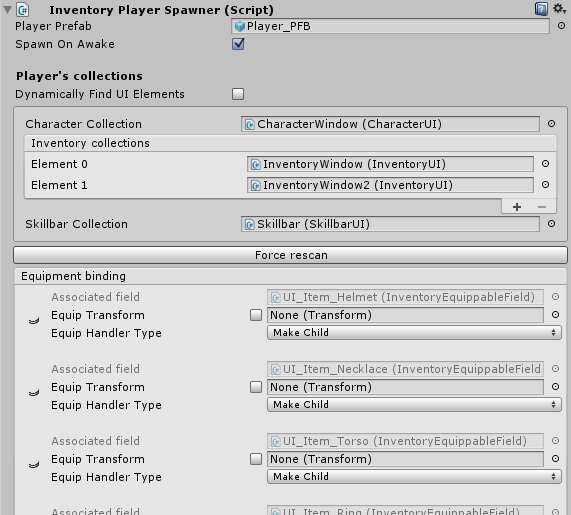 Inventory Player Spawner (Script)
Player Prefab Player_PFB
Spawn On Awake
Player's collections
Dynamically Find UI Elements
Character Collection CharacterWindow (CharacterUI)
Inventory collections
Element 0 InventoryWindow (InventoryUI)
Element 1 InventoryWindow2 (InventoryUI)
+ −
Skillbar Collection Skillbar (SkillbarUI)
Force rescan
Equipment binding
Associated field UI_Item_Helmet (InventoryEquippableField)
Equip Transform None (Transform)
Equip Handler Type Make Child
Associated field UI_Item_Necklace (InventoryEquippableField
Equip Transform None (Transform)
Equip Handler Type Make Child
Associated field UI_Item_Torso (InventoryEquippableField)
Equip Transform None (Transform)
Equip Handler Type Make Child
Associated field UI_Item_Ring (InventoryEquippableField)